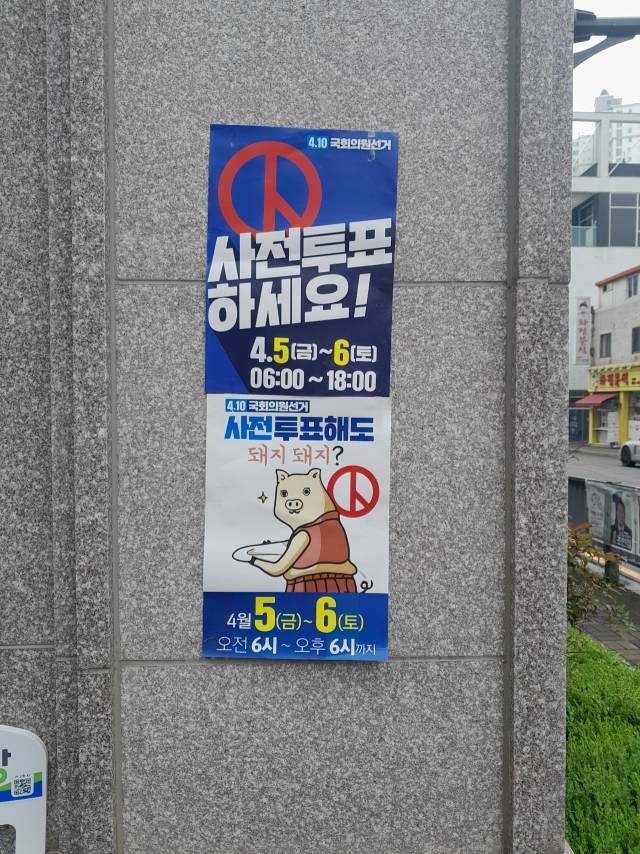 4.10 국회의원선거
사전투표
하세요!
4.5(금)~6(토)
06:00 ~ 18:00
4.10 국회의원선거
사전투표해도
돼지 돼지?
4월 5(금)~6(토)
오전 6시 ~ 오후 6시까지